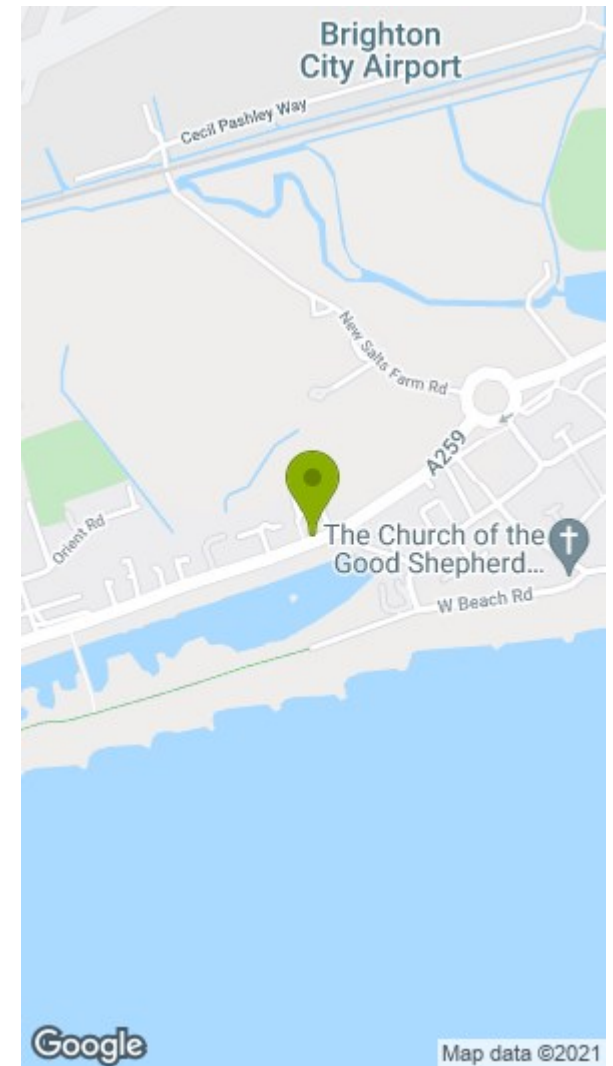 Brighton
City Airport
Cecil Pashley Way
New Salts Farm Rd
A259
Orient Rd
The Church of the
Good Shepherd...
W Beach Rd
Google
Map data ©2021